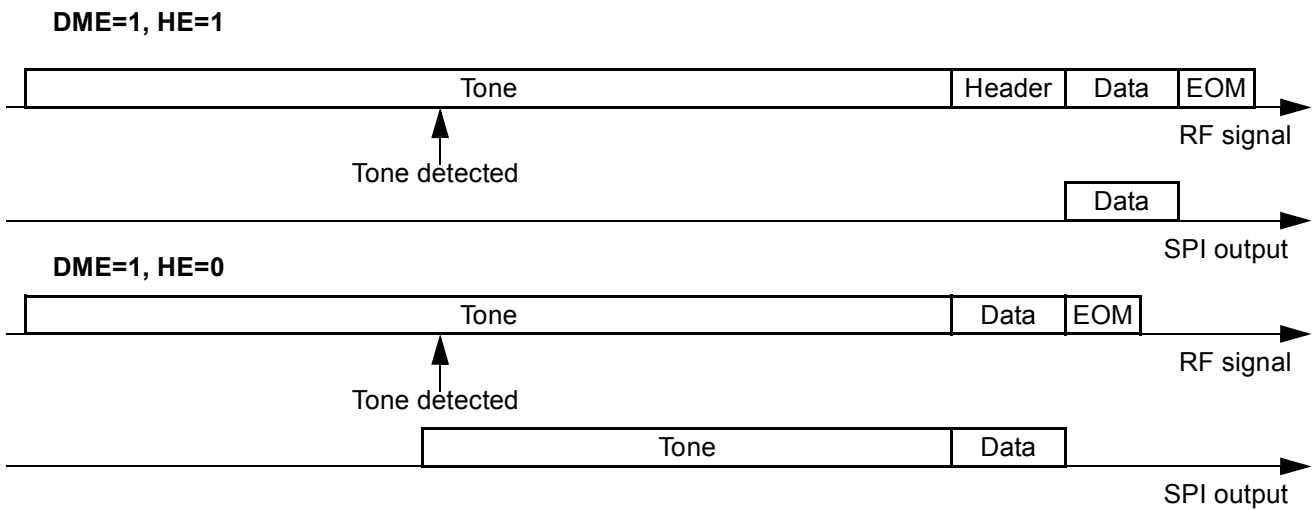 DME=1, HE=1
Tone Header Data EOM
RF signal
Tone detected
Data
SPI output
DME=1, HE=0
Tone Data EOM
RF signal
Tone detected
Tone Data
SPI output